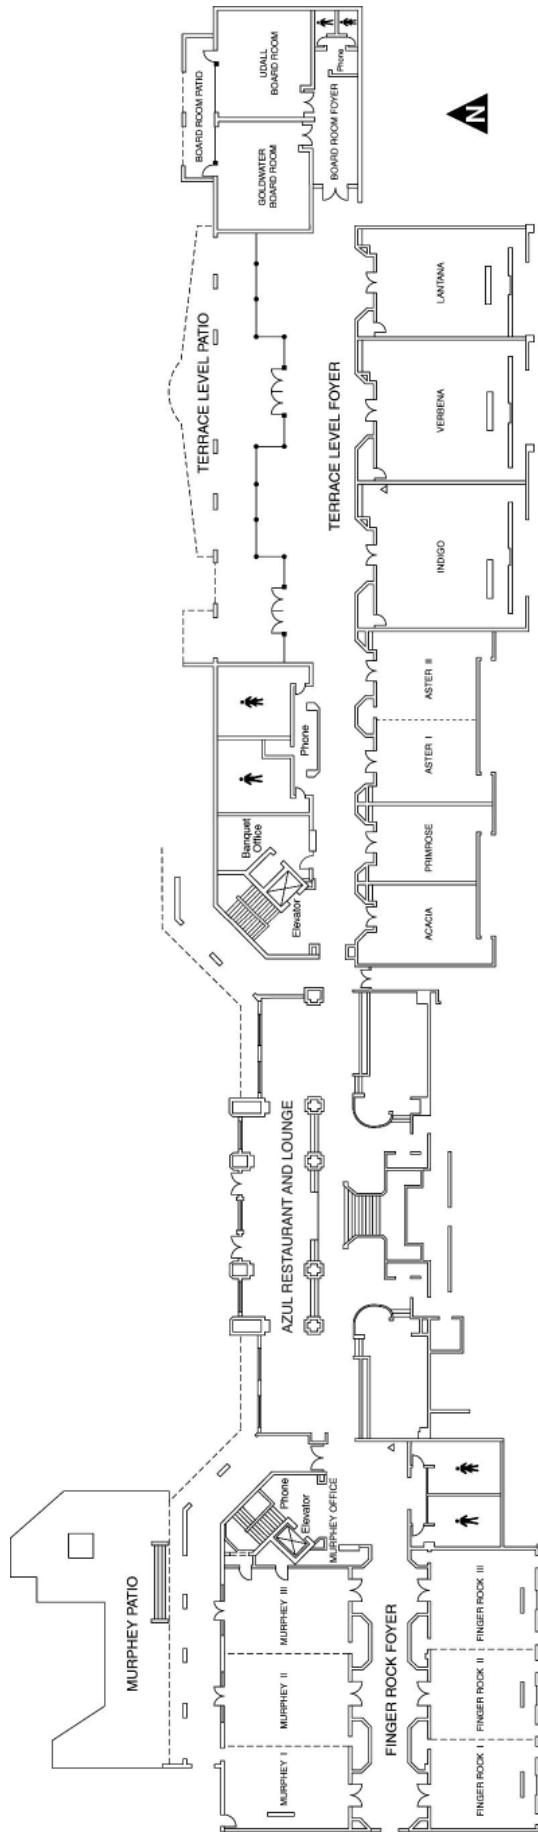 BOARD ROOM PATIO
UDALL
BOARD ROOM
GOLDWATER
BOARD ROOM
Phone
BOARD ROOM FOYER
N
TERRACE LEVEL PATIO
TERRACE LEVEL FOYER
LANTANA
VERBENA
INDIGO
ASTER II
ASTER I
PRIMROSE
ACACIA
Phone
Banquet
Office
Elevator
AZUL RESTAURANT AND LOUNGE
MURPHEY PATIO
Phone
Elevator
MURPHEY OFFICE
MURPHEY III
MURPHEY II
MURPHEY I
FINGER ROCK FOYER
FINGER ROCK III
FINGER ROCK II
FINGER ROCK I